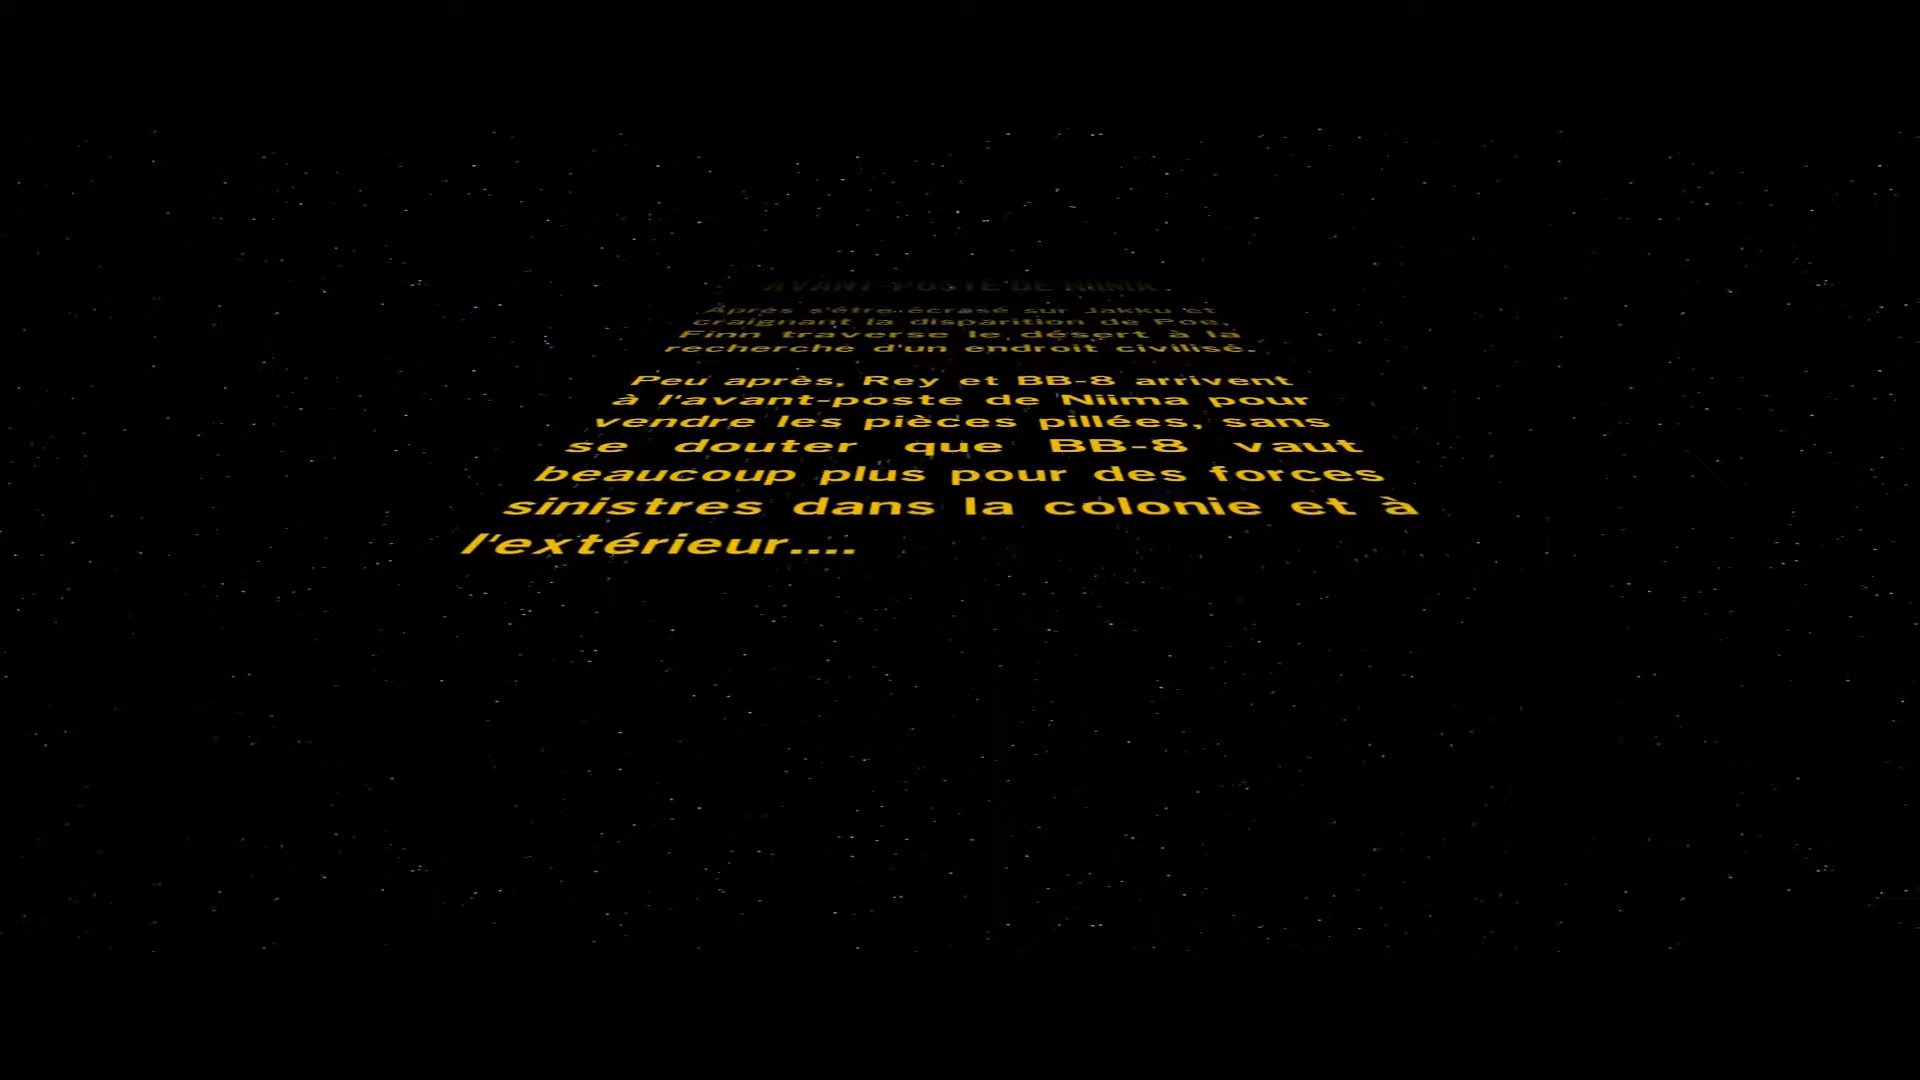 AVANT-POSTE DE NIIMA
Après s'être écrasé sur Jakku et
craignant la disparition de Poe,
Finn traverse le désert à la
recherche d'un endroit civilisé.
Peu après, Rey et BB-8 arrivent
à l'avant-poste de Niima pour
vendre les pièces pillées, sans
se douter que BB-8 vaut
beaucoup plus pour des forces
sinistres dans la colonie et à
l'extérieur....